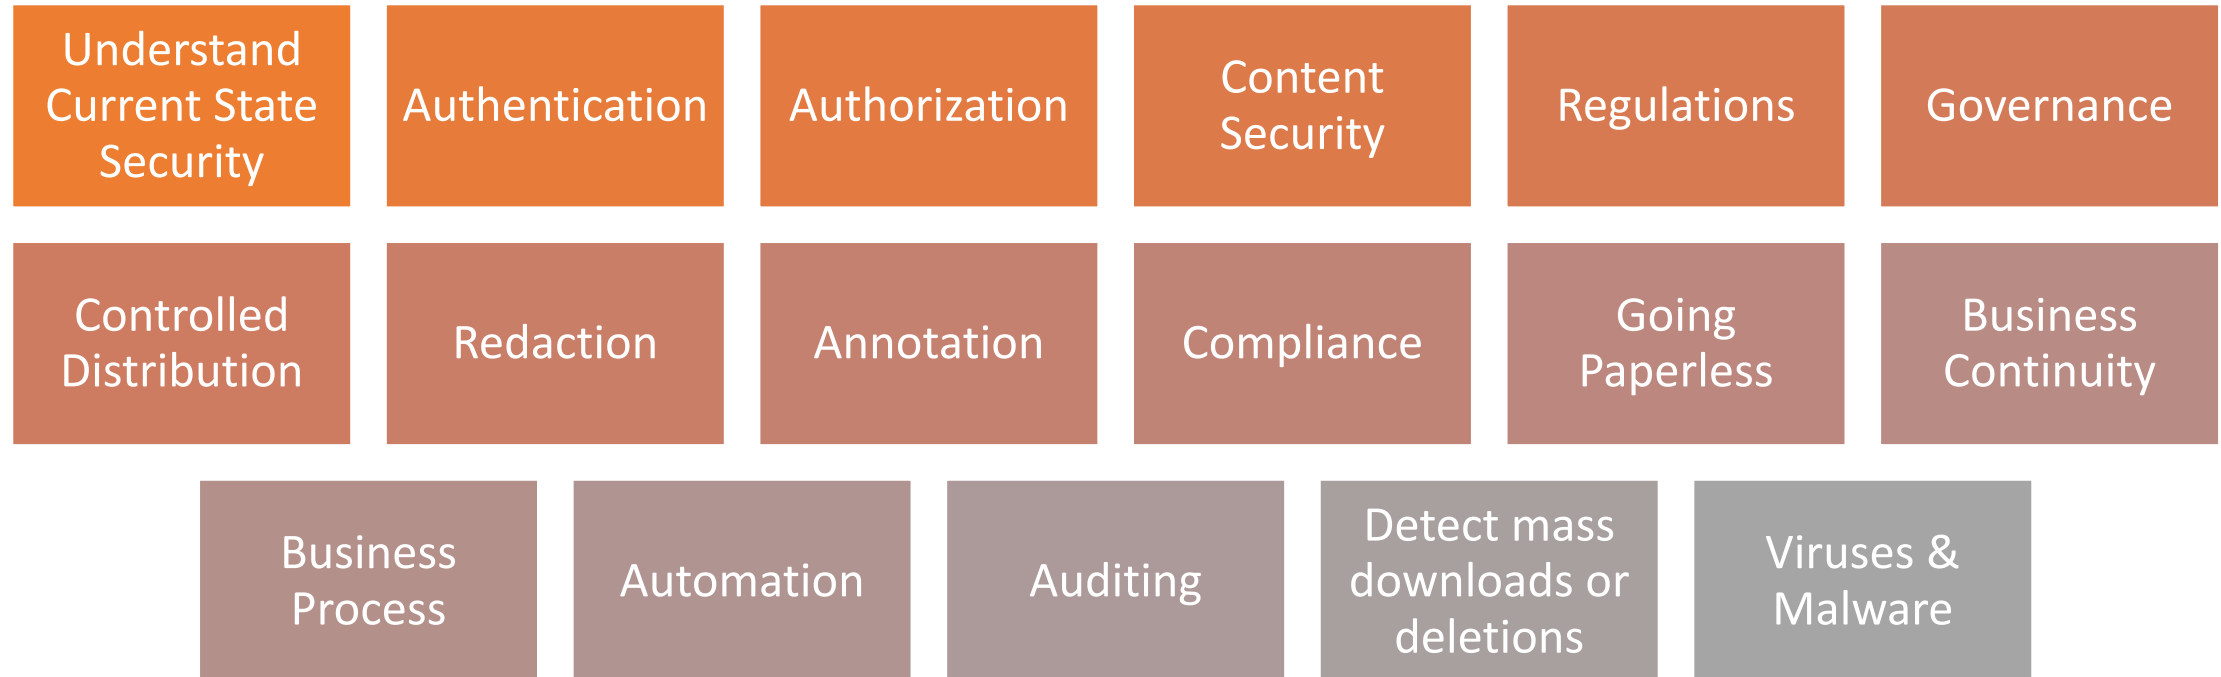 Understand
Current State
Security
Authentication
Authorization
Content
Security
Regulations
Governance
Controlled
Distribution
Redaction
Annotation
Compliance
Going
Paperless
Business
Continuity
Business
Process
Automation
Auditing
Detect mass
downloads or
deletions
Viruses &
Malware